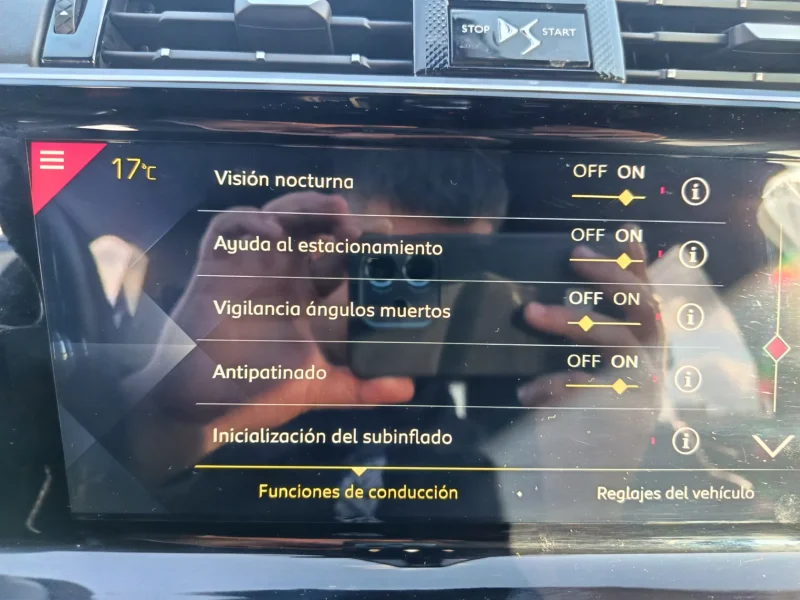 STOP DS START
17°C
Visión nocturna OFF ON
Ayuda al estacionamiento OFF ON
Vigilancia ángulos muertos OFF ON
Antipatinado OFF ON
Inicialización del subinflado
Funciones de conducción Reglajes del vehículo